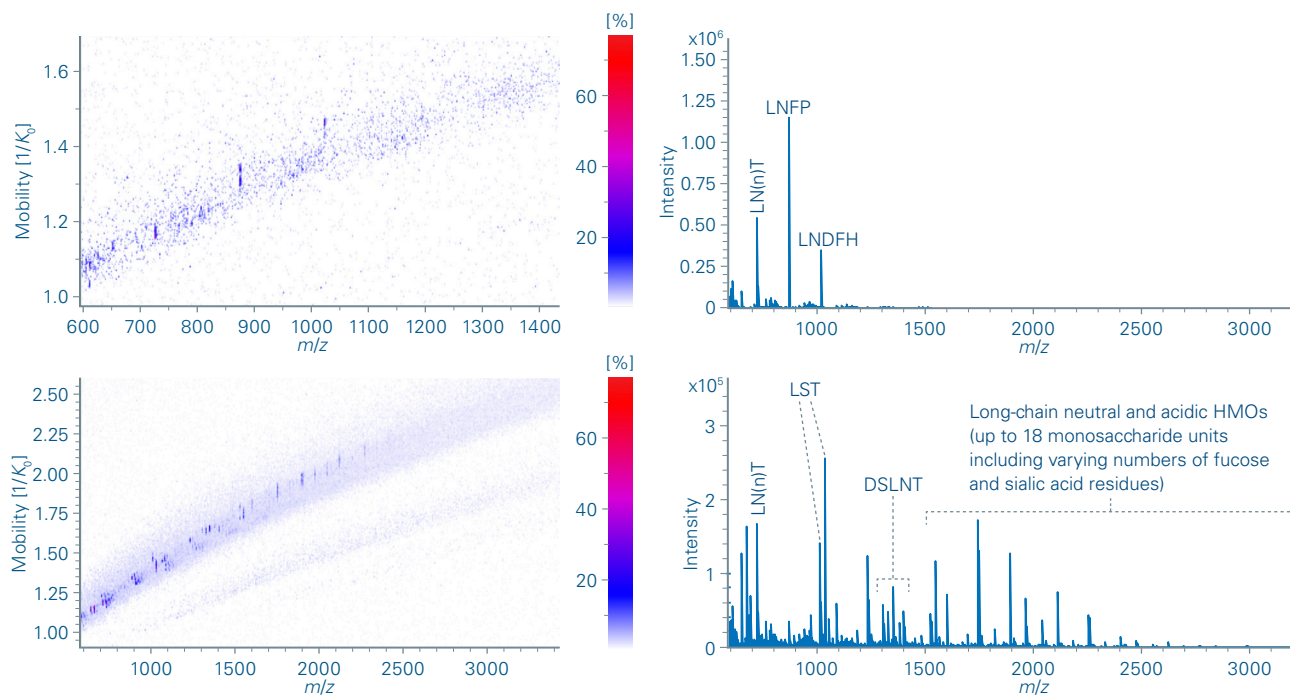 [%]
1.6
1.4
1.2
1.0
Mobility [1/K₀]
600 700 800 900 1000 1100 1200 1300 1400
m/z
60
40
20
x10⁶
1.50
1.25
1.00
0.75
0.50
0.25
0
Intensity
LN(n)T
LNFP
LNDFH
1000 1500 2000 2500 3000
m/z
[%]
2.50
2.25
2.00
1.75
1.50
1.25
1.00
Mobility [1/K₀]
1000 1500 2000 2500 3000
m/z
60
40
20
x10⁵
3
2
1
0
Intensity
LN(n)T
LST
DSLNT
Long-chain neutral and acidic HMOs
(up to 18 monosaccharide units
including varying numbers of fucose
and sialic acid residues)
1000 1500 2000 2500 3000
m/z